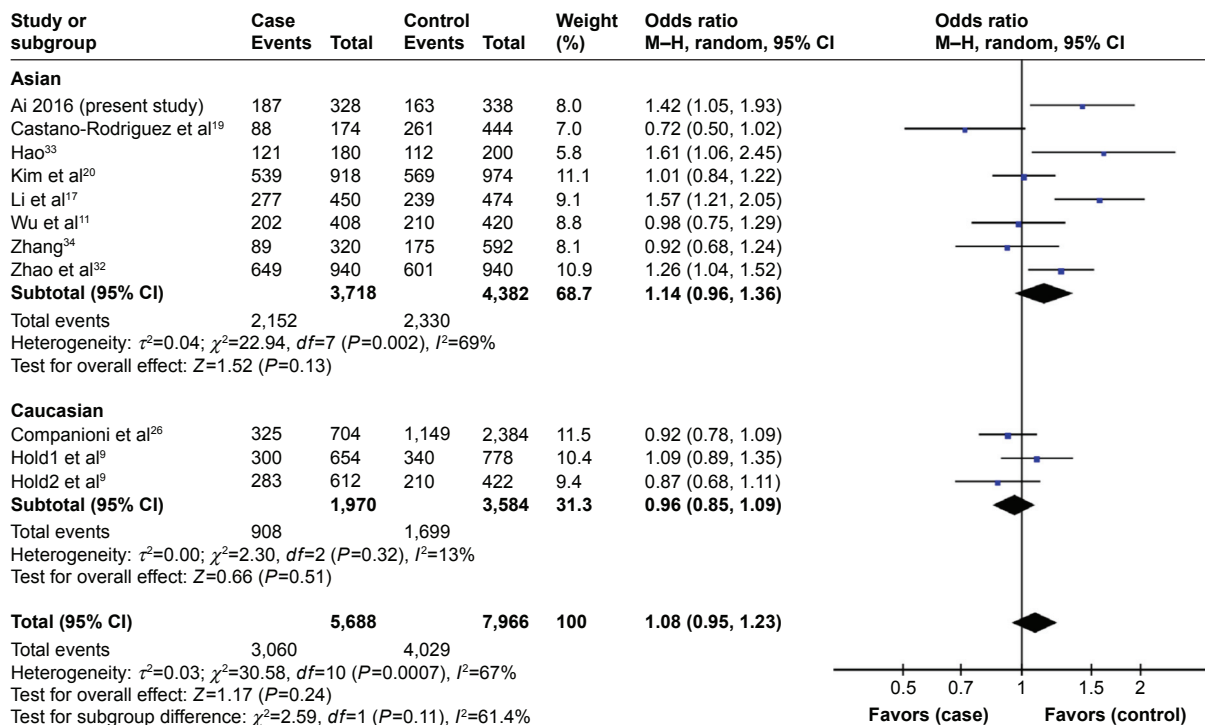 Study or subgroup Case Events Total Control Events Total Weight (%) Odds ratio M–H, random, 95% CI Odds ratio M–H, random, 95% CI
Asian
Ai 2016 (present study) 187 328 163 338 8.0 1.42 (1.05, 1.93)
Castano-Rodriguez et al¹⁹ 88 174 261 444 7.0 0.72 (0.50, 1.02)
Hao³³ 121 180 112 200 5.8 1.61 (1.06, 2.45)
Kim et al²⁰ 539 918 569 974 11.1 1.01 (0.84, 1.22)
Li et al¹⁷ 277 450 239 474 9.1 1.57 (1.21, 2.05)
Wu et al¹¹ 202 408 210 420 8.8 0.98 (0.75, 1.29)
Zhang³⁴ 89 320 175 592 8.1 0.92 (0.68, 1.24)
Zhao et al³² 649 940 601 940 10.9 1.26 (1.04, 1.52)
Subtotal (95% CI) 3,718 4,382 68.7 1.14 (0.96, 1.36)
Total events 2,152 2,330
Heterogeneity: τ²=0.04; χ²=22.94, df=7 (P=0.002), I²=69%
Test for overall effect: Z=1.52 (P=0.13)
Caucasian
Companioni et al²⁶ 325 704 1,149 2,384 11.5 0.92 (0.78, 1.09)
Hold1 et al⁹ 300 654 340 778 10.4 1.09 (0.89, 1.35)
Hold2 et al⁹ 283 612 210 422 9.4 0.87 (0.68, 1.11)
Subtotal (95% CI) 1,970 3,584 31.3 0.96 (0.85, 1.09)
Total events 908 1,699
Heterogeneity: τ²=0.00; χ²=2.30, df=2 (P=0.32), I²=13%
Test for overall effect: Z=0.66 (P=0.51)
Total (95% CI) 5,688 7,966 100 1.08 (0.95, 1.23)
Total events 3,060 4,029
Heterogeneity: τ²=0.03; χ²=30.58, df=10 (P=0.0007), I²=67%
Test for overall effect: Z=1.17 (P=0.24)
Test for subgroup difference: χ²=2.59, df=1 (P=0.11), I²=61.4%
0.5 0.7 1 1.5 2
Favors (case) Favors (control)